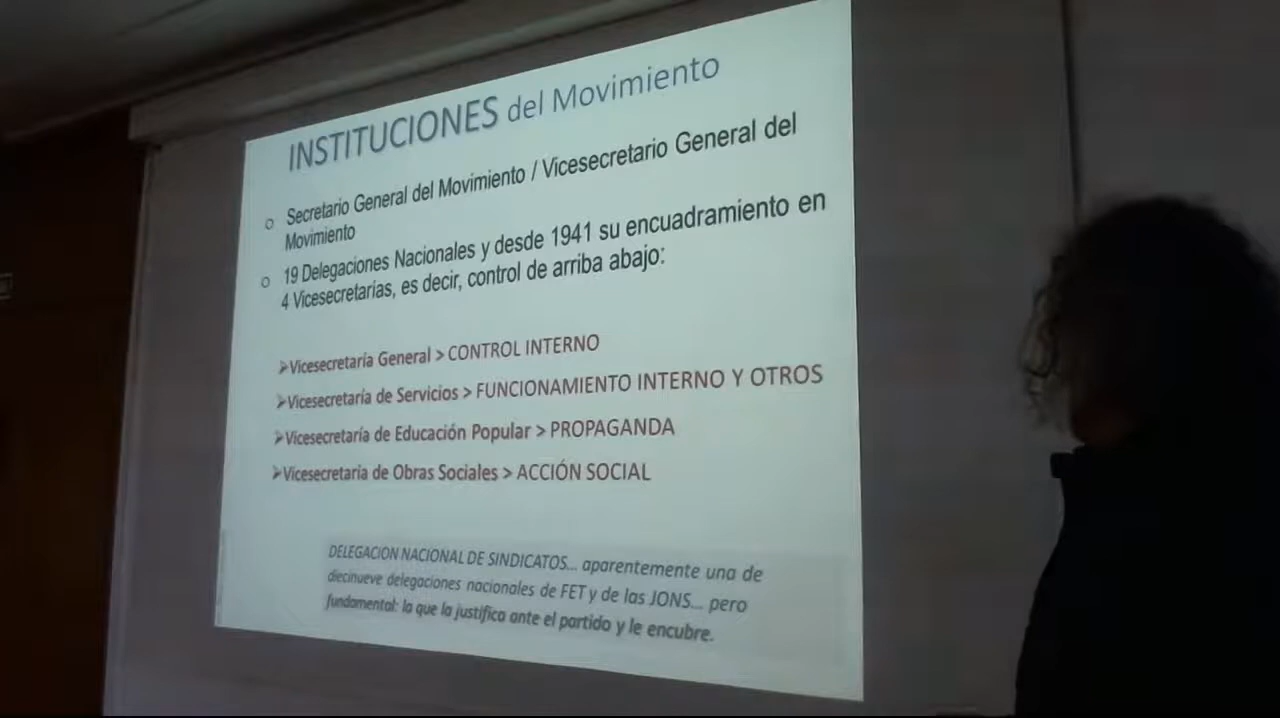 INSTITUCIONES del Movimiento
Secretario General del Movimiento / Vicesecretario General del
Movimiento
19 Delegaciones Nacionales y desde 1941 su encuadramiento en
4 Vicesecretarías, es decir, control de arriba abajo:
Vicesecretaría General > CONTROL INTERNO
Vicesecretaría de Servicios > FUNCIONAMIENTO INTERNO Y OTROS
Vicesecretaría de Educación Popular > PROPAGANDA
Vicesecretaria de Obras Sociales > ACCIÓN SOCIAL
DELEGACION NACIONAL DE SINDICATOS... aparentemente una de
diecinueve delegaciones nacionales de FET y de las JONS... pero
fundamental: la que la justifica ante el partido y le encubre.